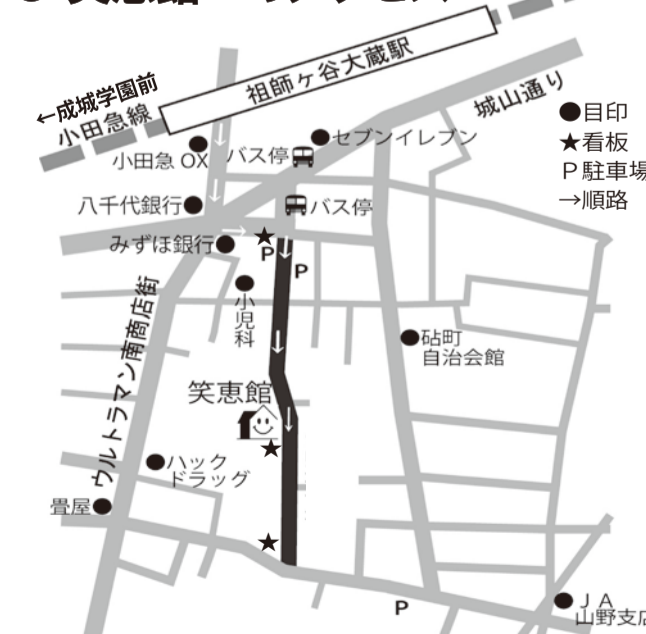 祖師ヶ谷大蔵駅
←成城学園前
小田急線
城山通り
●目印
★看板
P 駐車場
→順路
セブンイレブン
小田急 OX
バス停
八千代銀行
バス停
みずほ銀行
P
P
小児科
ウルトラマン南商店街
砧町
自治会館
笑恵館
ハック
ドラッグ
畳屋
P
JA
山野支店